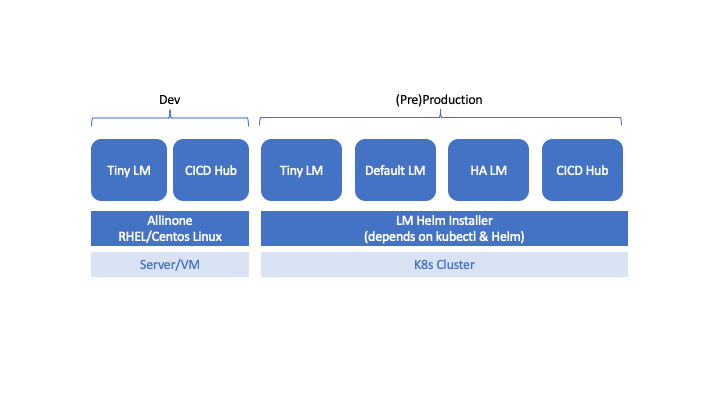 Dev
(Pre)Production
Tiny LM
CICD Hub
Tiny LM
Default LM
HA LM
CICD Hub
Allinone
RHEL/Centos Linux
LM Helm Installer
(depends on kubectl & Helm)
Server/VM
K8s Cluster